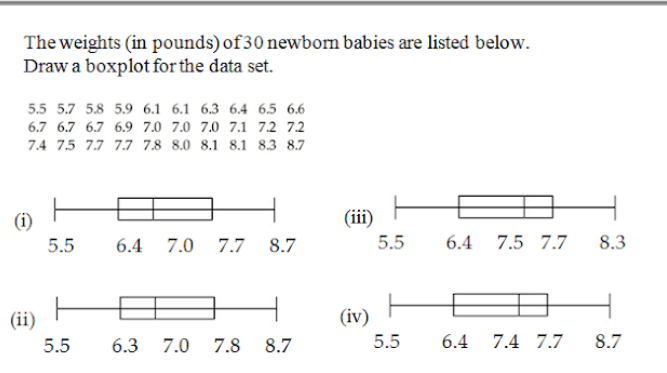 The weights (in pounds) of 30 newborn babies are listed below.
Draw a boxplot for the data set.
5.5 5.7 5.8 5.9 6.1 6.1 6.3 6.4 6.5 6.6
6.7 6.7 6.7 6.9 7.0 7.0 7.0 7.1 7.2 7.2
7.4 7.5 7.7 7.7 7.8 8.0 8.1 8.1 8.3 8.7
(i)
5.5 6.4 7.0 7.7 8.7
(ii)
5.5 6.3 7.0 7.8 8.7
(iii)
5.5 6.4 7.5 7.7 8.3
(iv)
5.5 6.4 7.4 7.7 8.7